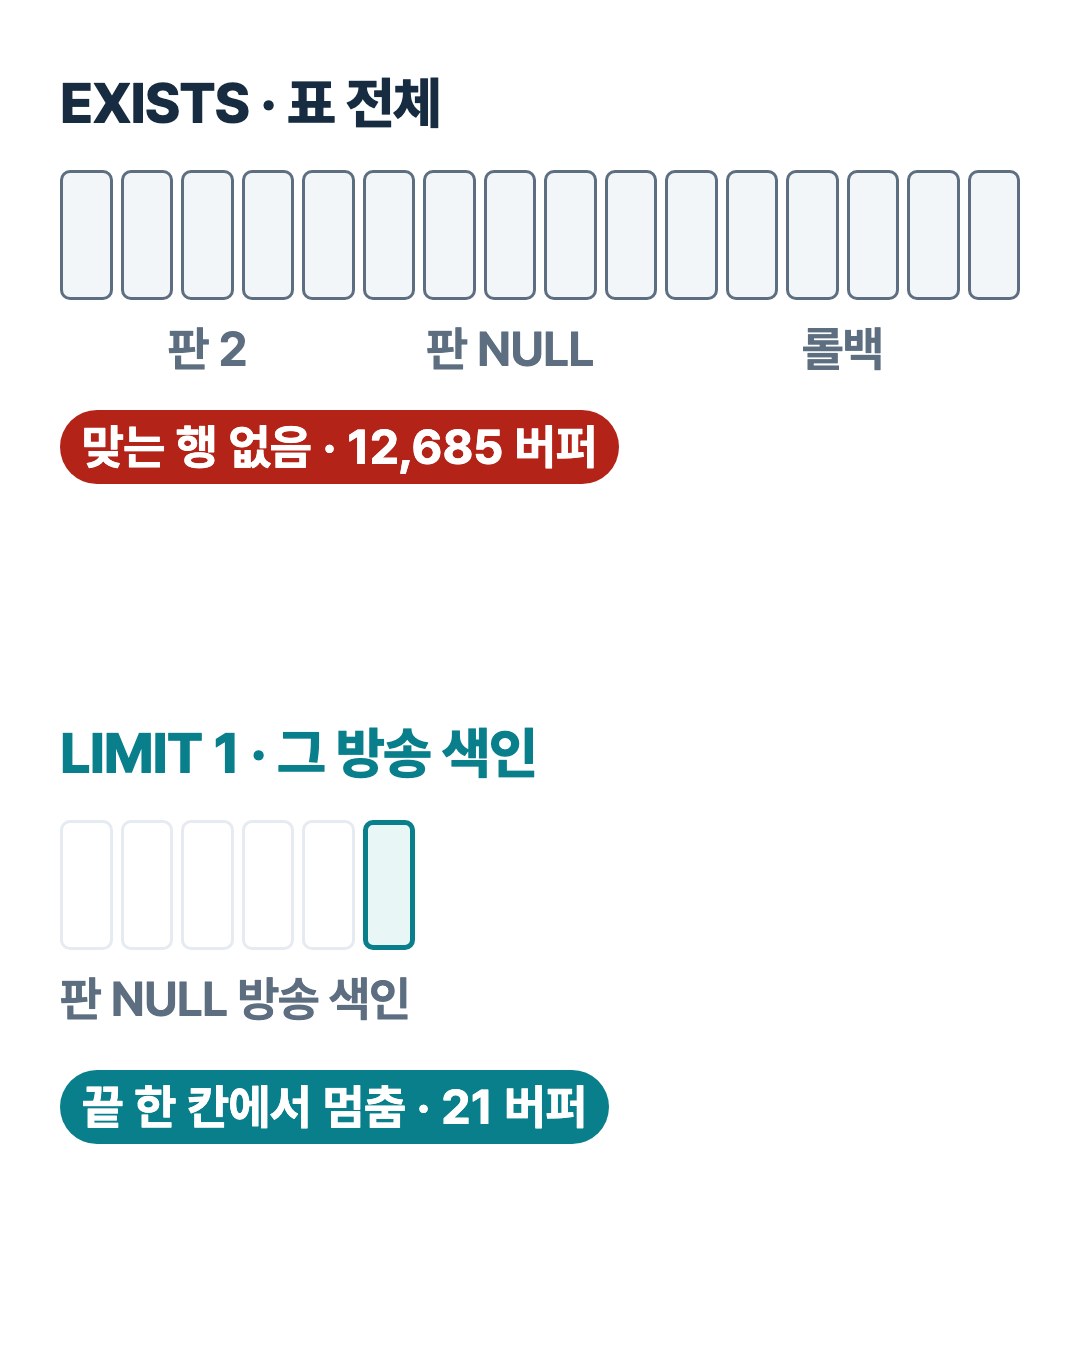 EXISTS · 표 전체
판 2
판 NULL
롤백
맞는 행 없음 · 12,685 버퍼
LIMIT 1 · 그 방송 색인
판 NULL 방송 색인
끝 한 칸에서 멈춤 · 21 버퍼